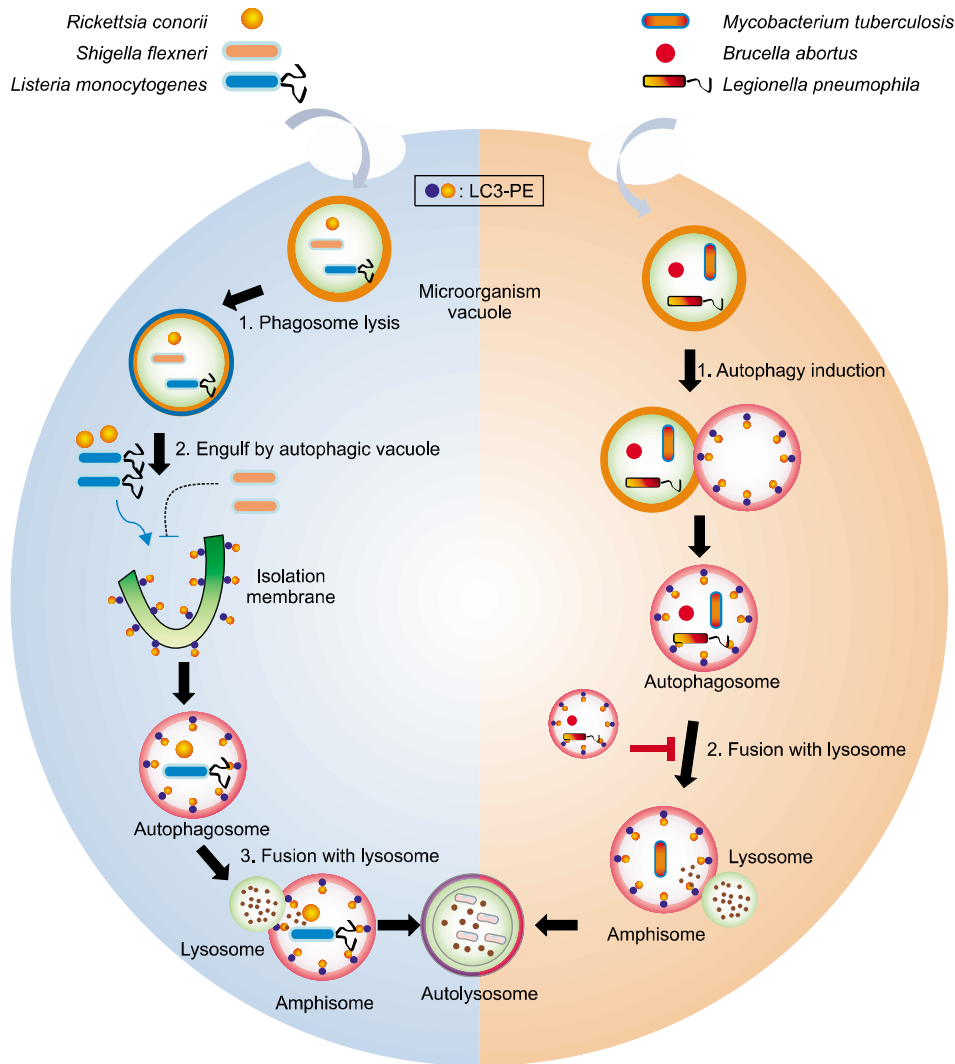 Rickettsia conorii
Shigella flexneri
Listeria monocytogenes
Mycobacterium tuberculosis
Brucella abortus
Legionella pneumophila
: LC3-PE
Microorganism
vacuole
1. Phagosome lysis
1. Autophagy induction
2. Engulf by autophagic vacuole
Isolation
membrane
Autophagosome
2. Fusion with lysosome
Autophagosome
3. Fusion with lysosome
Lysosome
Lysosome
Amphisome
Amphisome
Autolysosome